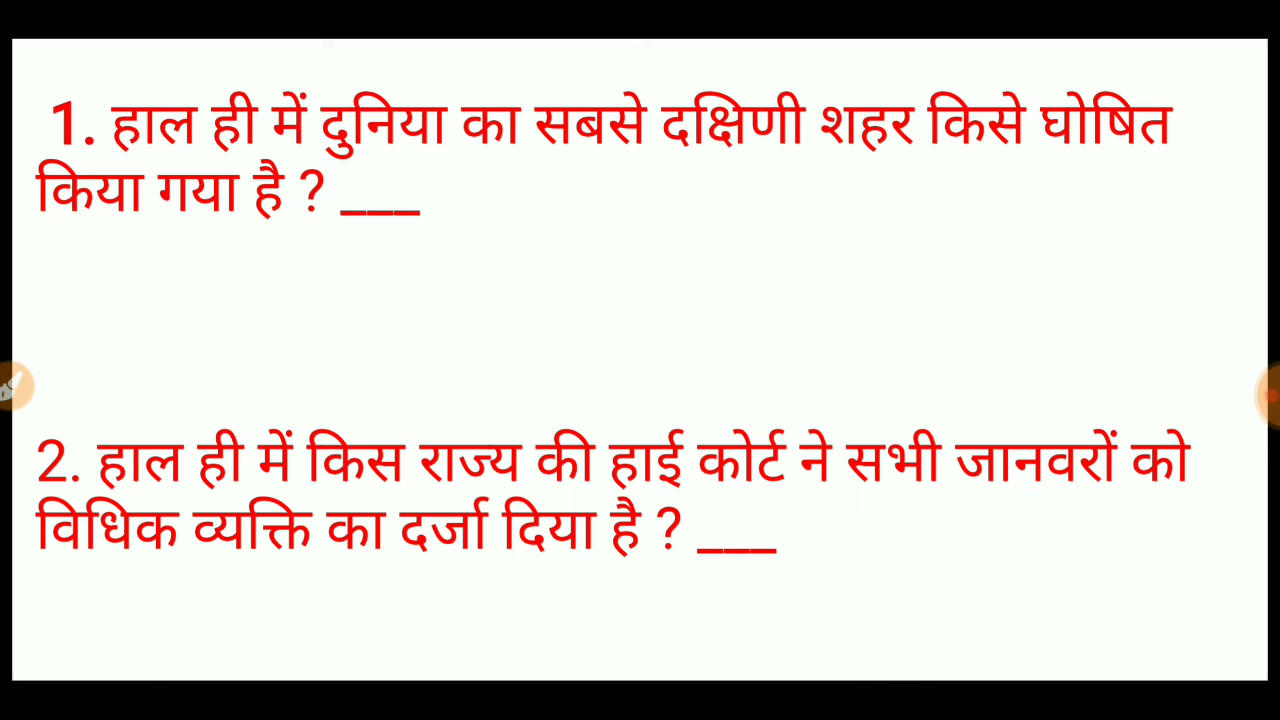 1. हाल ही में दुनिया का सबसे दक्षिणी शहर किसे घोषित
किया गया है ? ___
2. हाल ही में किस राज्य की हाई कोर्ट ने सभी जानवरों को
विधिक व्यक्ति का दर्जा दिया है ? ___